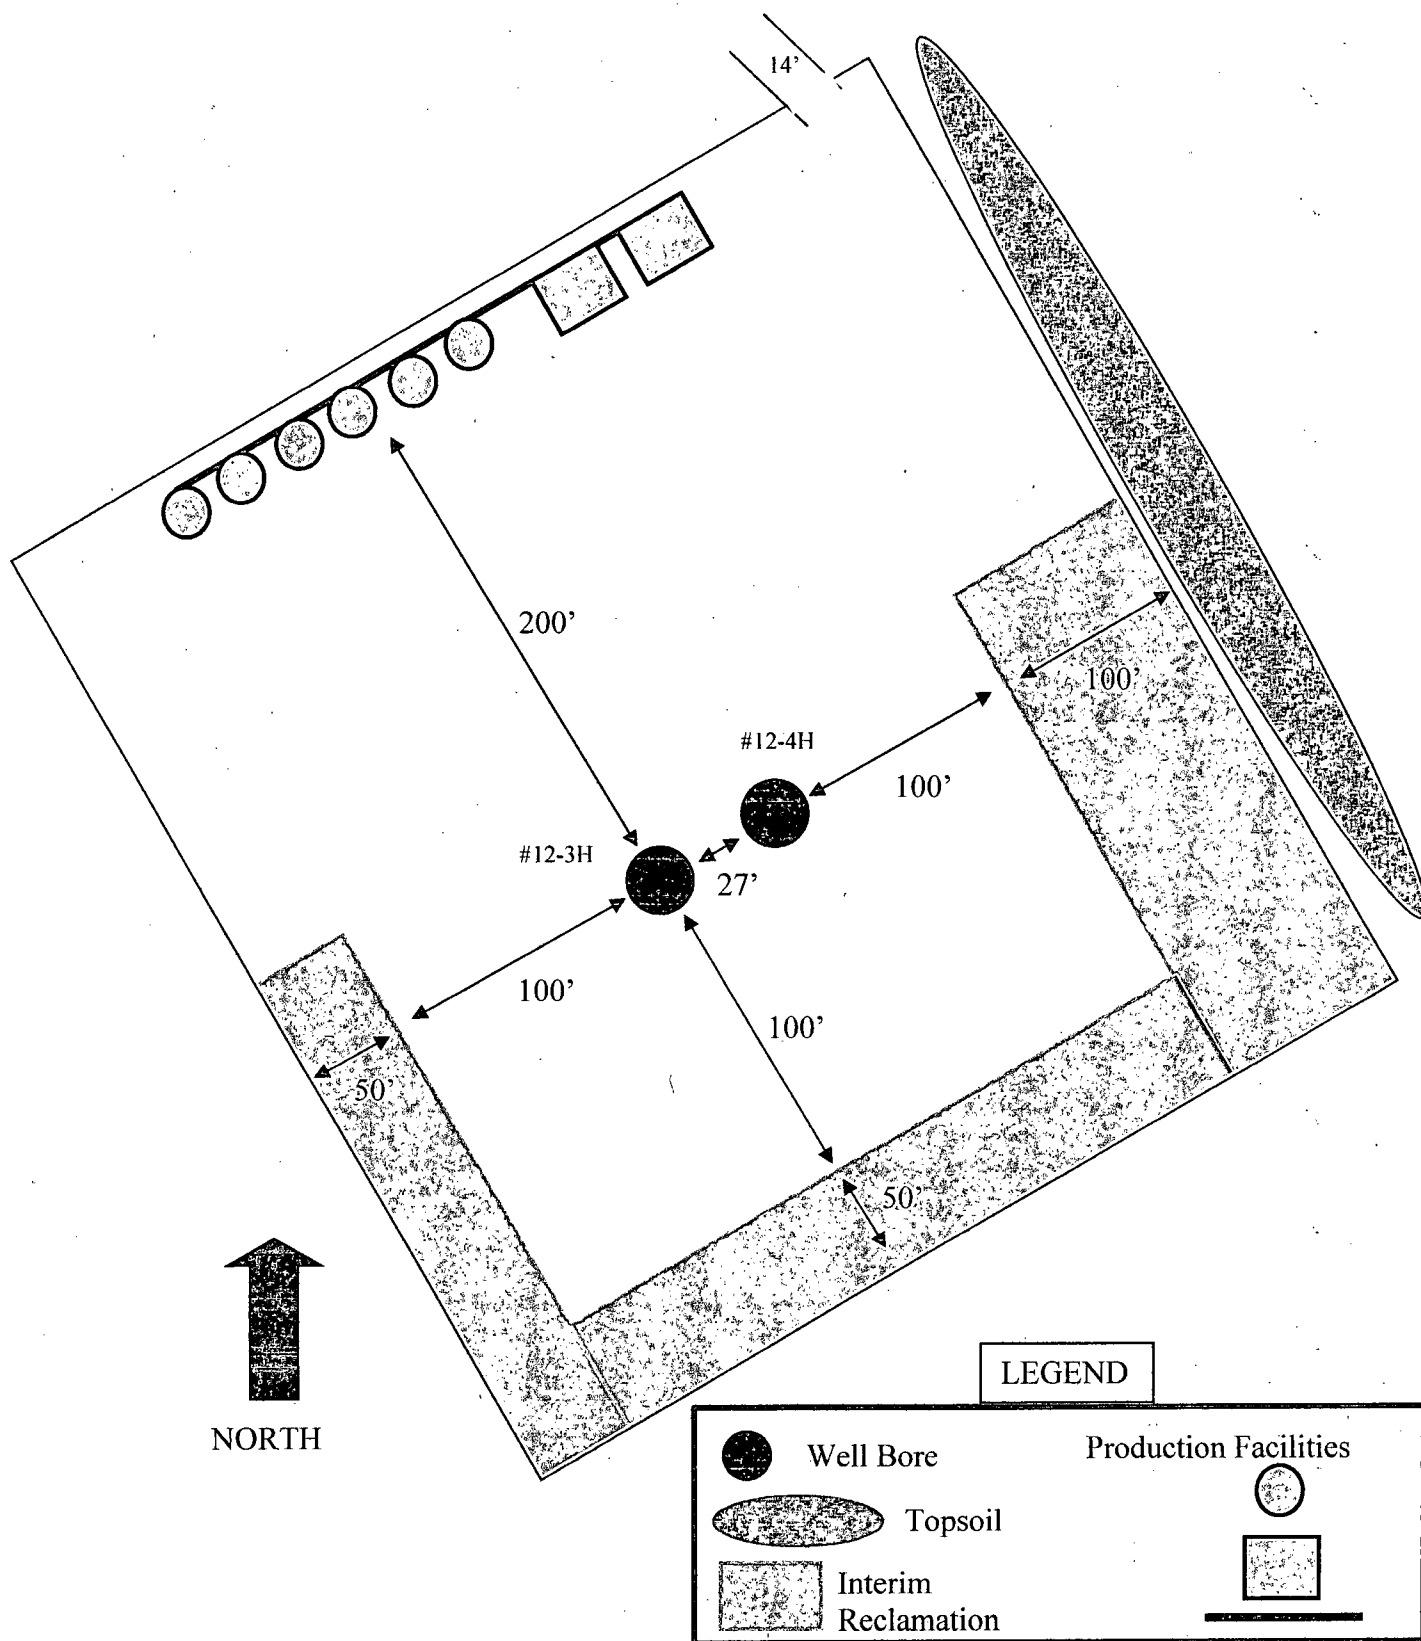 14’
200’
100’
#12-4H
100’
#12-3H
27’
100’
100’
50’
50’
NORTH
LEGEND
Well Bore
Production Facilities
Topsoil
Interim
Reclamation